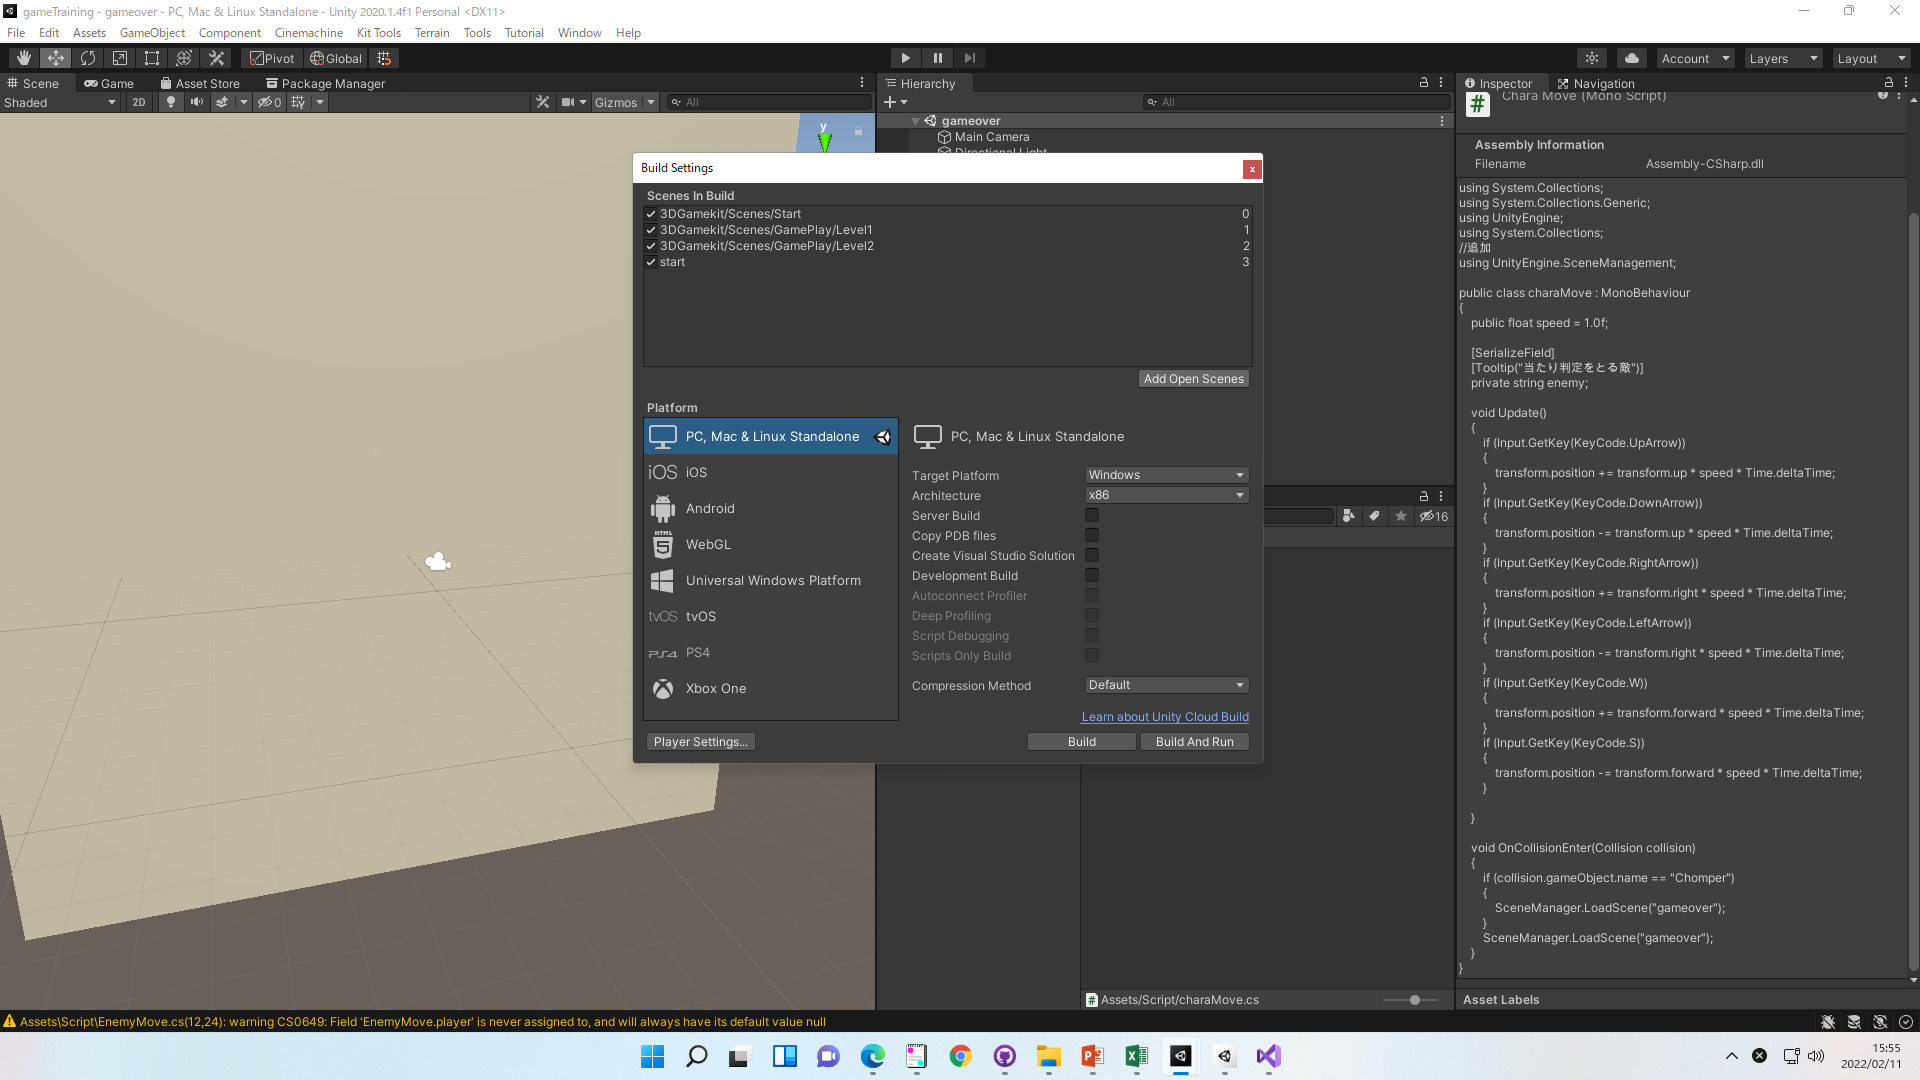 gameTraining - gameover - PC, Mac & Linux Standalone - Unity 2020.1.4f1 Personal <DX11>
File Edit Assets GameObject Component Cinemachine Kit Tools Terrain Tools Tutorial Window Help
Pivot Global Account Layers Layout
Scene Game Asset Store Package Manager
Shaded 2D 0 Gizmos All
Hierarchy
All
gameover
Main Camera
Directional Light
Build Settings
x
Scenes In Build
3DGamekit/Scenes/Start 0
3DGamekit/Scenes/GamePlay/Level1 1
3DGamekit/Scenes/GamePlay/Level2 2
start 3
Add Open Scenes
Platform
PC, Mac & Linux Standalone
iOS iOS
Android
HTML 5 WebGL
Universal Windows Platform
tvOS tvOS
PS4 PS4
Xbox One
PC, Mac & Linux Standalone
Target Platform Windows
Architecture x86
Server Build
Copy PDB files
Create Visual Studio Solution
Development Build
Autoconnect Profiler
Deep Profiling
Script Debugging
Scripts Only Build
Compression Method Default
Learn about Unity Cloud Build
Player Settings... Build Build And Run
y
16
Assets/Script/charaMove.cs
Inspector Navigation
Chara Move (Mono Script)
Assembly Information
Filename Assembly-CSharp.dll
using System.Collections;
using System.Collections.Generic;
using UnityEngine;
using System.Collections;
//追加
using UnityEngine.SceneManagement;
public class charaMove : MonoBehaviour
{
public float speed = 1.0f;
[SerializeField]
[Tooltip("当たり判定をとる敵")]
private string enemy;
void Update()
{
if (Input.GetKey(KeyCode.UpArrow))
{
transform.position += transform.up * speed * Time.deltaTime;
}
if (Input.GetKey(KeyCode.DownArrow))
{
transform.position -= transform.up * speed * Time.deltaTime;
}
if (Input.GetKey(KeyCode.RightArrow))
{
transform.position += transform.right * speed * Time.deltaTime;
}
if (Input.GetKey(KeyCode.LeftArrow))
{
transform.position -= transform.right * speed * Time.deltaTime;
}
if (Input.GetKey(KeyCode.W))
{
transform.position += transform.forward * speed * Time.deltaTime;
}
if (Input.GetKey(KeyCode.S))
{
transform.position -= transform.forward * speed * Time.deltaTime;
}
}
void OnCollisionEnter(Collision collision)
{
if (collision.gameObject.name == "Chomper")
{
SceneManager.LoadScene("gameover");
}
SceneManager.LoadScene("gameover");
}
}
Asset Labels
Assets\Script\EnemyMove.cs(12,24): warning CS0649: Field 'EnemyMove.player' is never assigned to, and will always have its default value null
15:55
2022/02/11